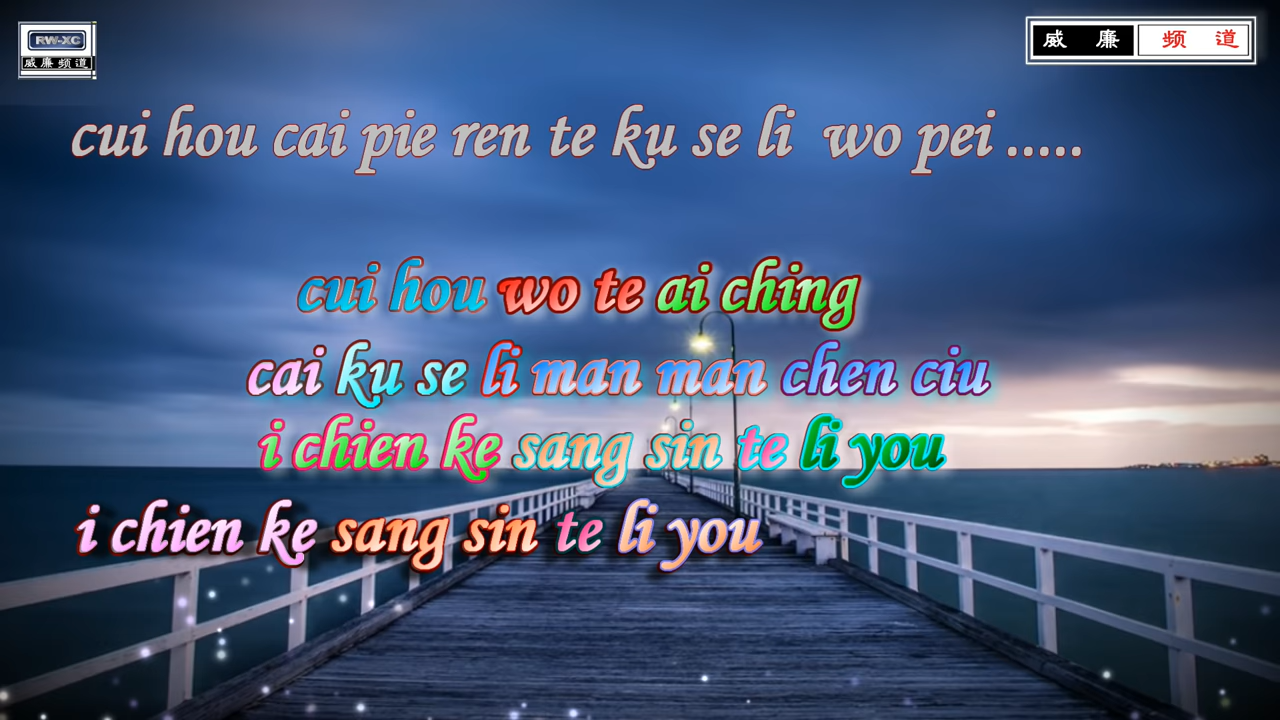 RW-XC
威廉频道
威 廉 频 道
cui hou cai pie ren te ku se li wo pei .....
cui hou wo te ai ching
cai ku se li man man chen ciu
i chien ke sang sin te li you
i chien ke sang sin te li you